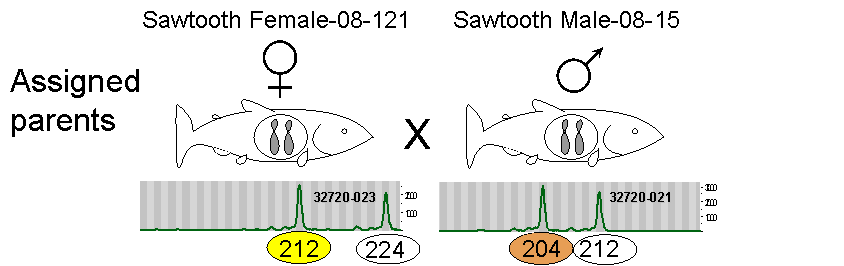 Sawtooth Female-08-121
Sawtooth Male-08-15
Assigned
parents
X
32720-023
32720-021
212
224
204
212